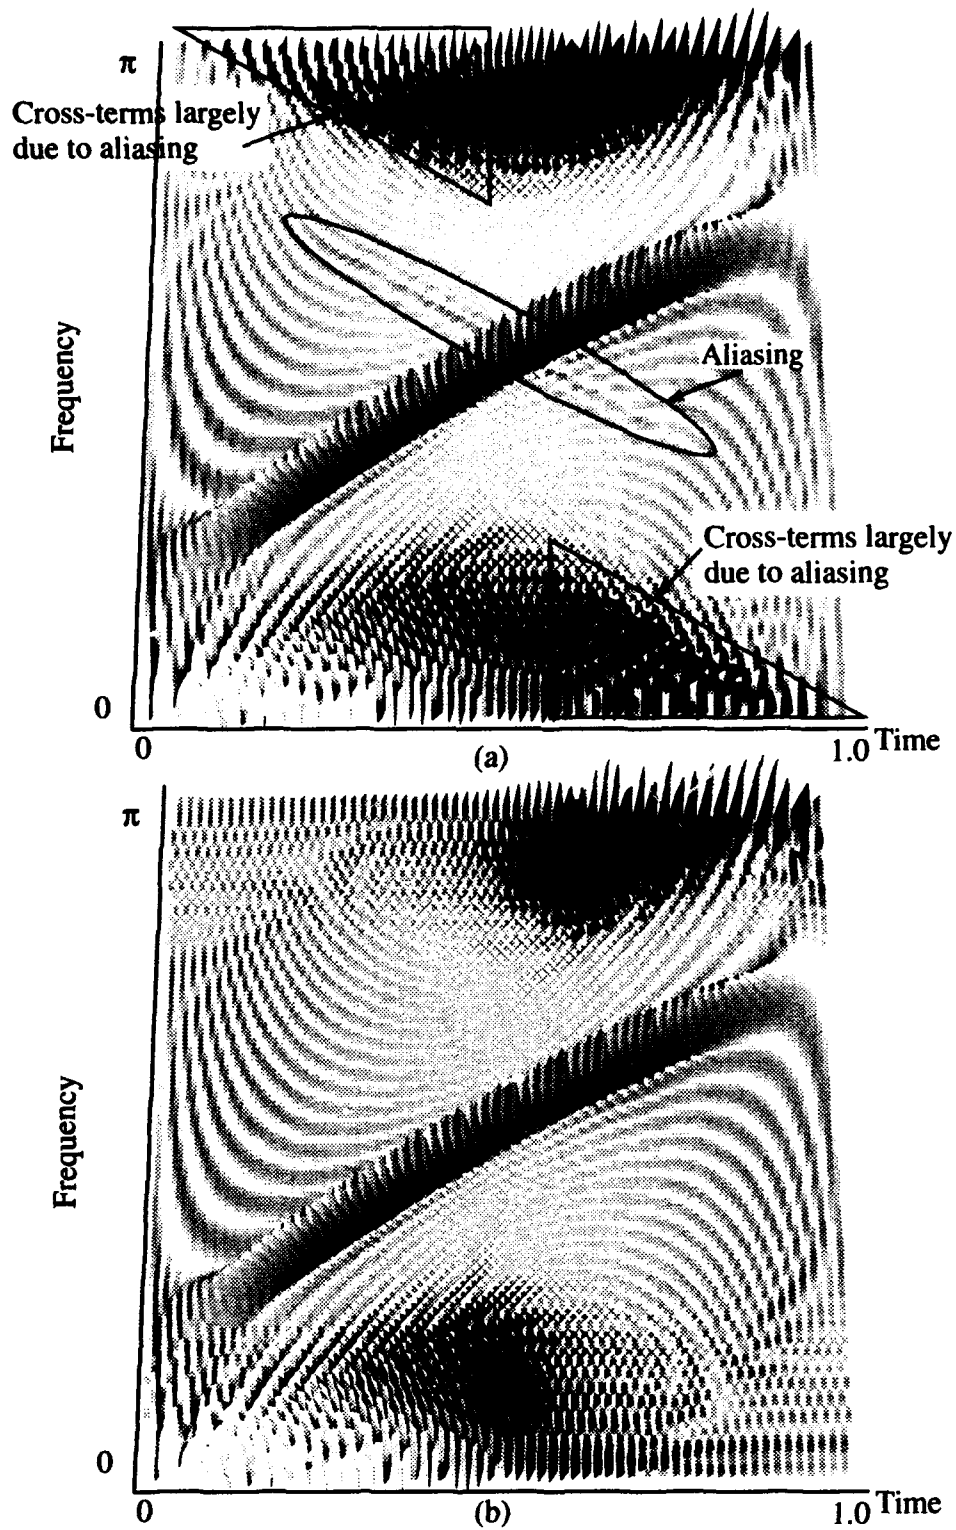 π
Cross-terms largely
due to aliasing
Frequency
Aliasing
Cross-terms largely
due to aliasing
0
0
1.0 Time
(a)
π
Frequency
0
0
1.0 Time
(b)